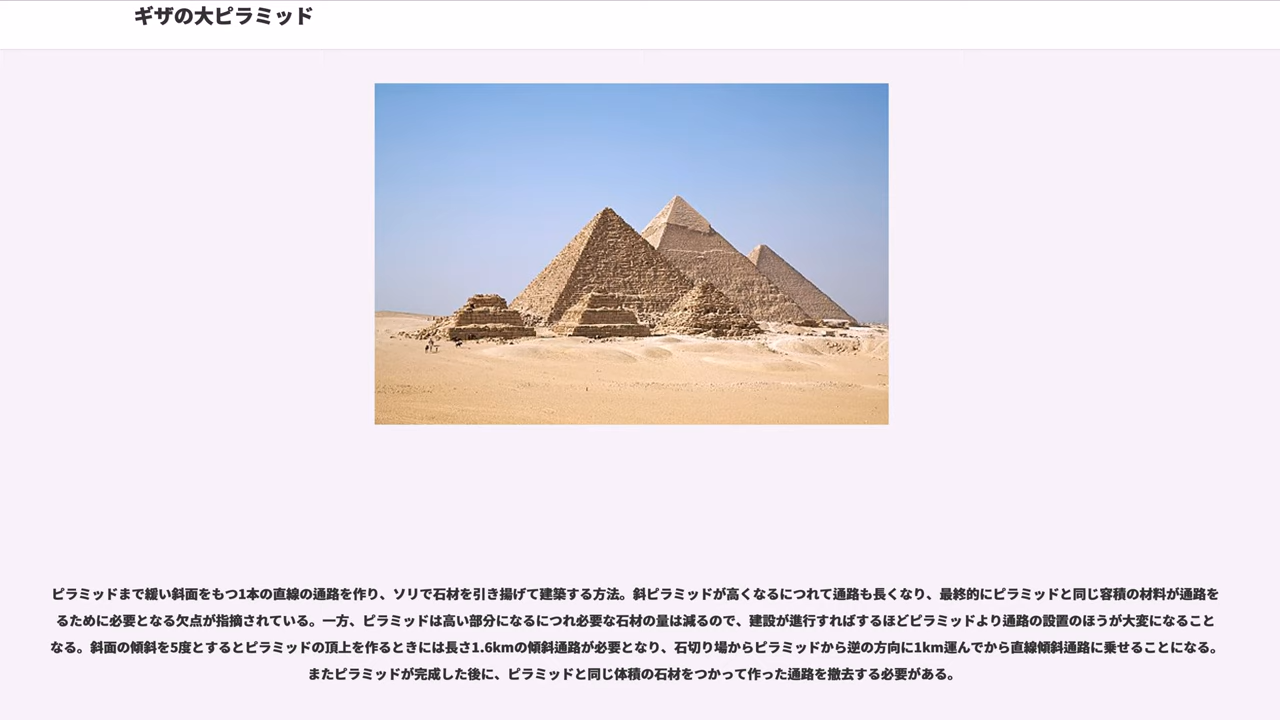 ギザの大ピラミッド
ピラミッドまで緩い斜面をもつ1本の直線の通路を作り、ソリで石材を引き揚げて建築する方法。斜ピラミッドが高くなるにつれて通路も長くなり、最終的にピラミッドと同じ容積の材料が通路を
るために必要となる欠点が指摘されている。一方、ピラミッドは高い部分になるにつれ必要な石材の量は減るので、建設が進行すればするほどピラミッドより通路の設置のほうが大変になること
なる。斜面の傾斜を5度とするとピラミッドの頂上を作るときには長さ1.6kmの傾斜通路が必要となり、石切り場からピラミッドから逆の方向に1km運んでから直線傾斜通路に乗せることになる。
またピラミッドが完成した後に、ピラミッドと同じ体積の石材をつかって作った通路を撤去する必要がある。